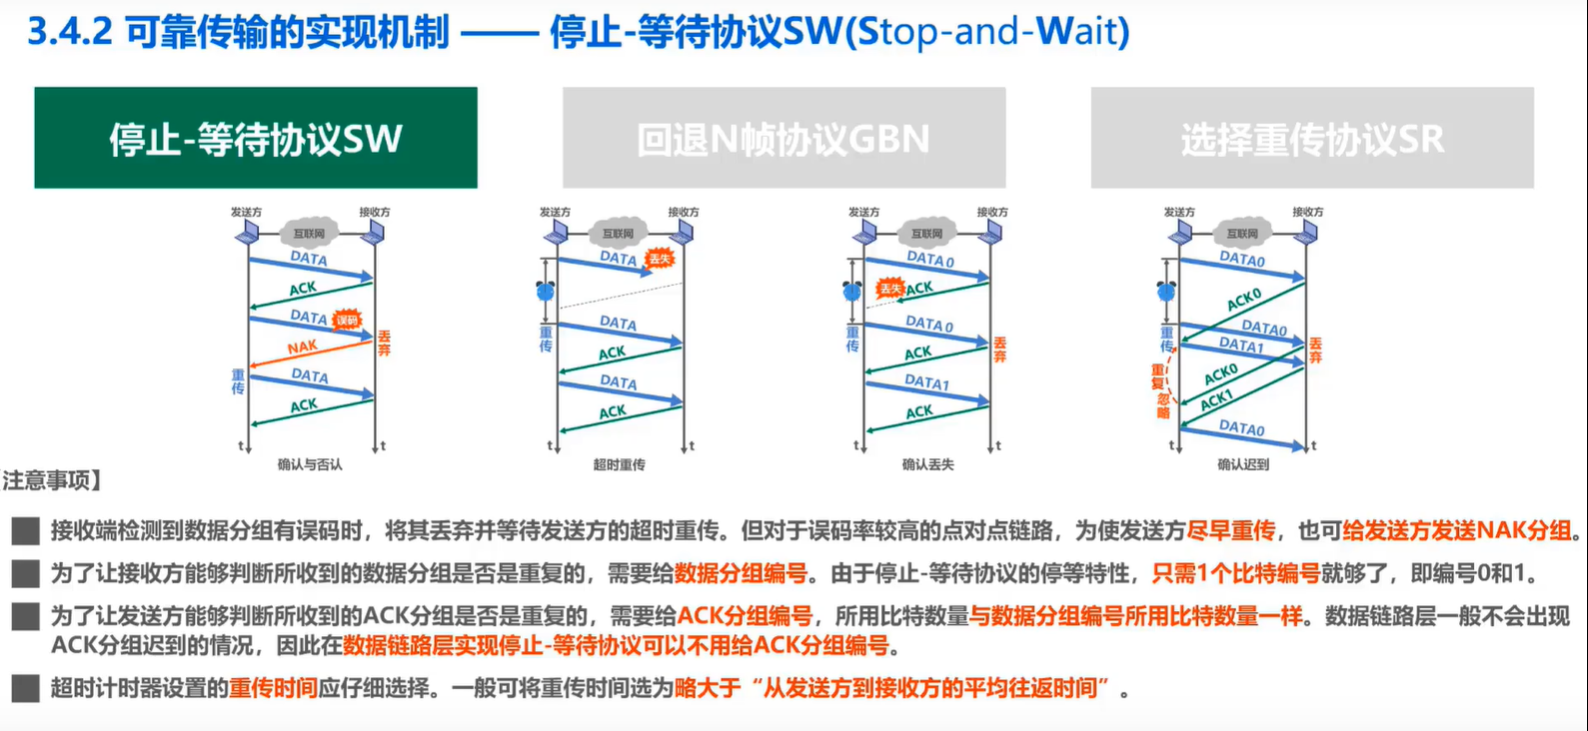 3.4.2 可靠传输的实现机制 —— 停止-等待协议SW(Stop-and-Wait)
停止-等待协议SW
回退N帧协议GBN
选择重传协议SR
发送方
接收方
互联网
DATA
ACK
DATA
误码
丢弃
NAK
重传
DATA
ACK
t
t
确认与否认
发送方
接收方
互联网
DATA
丢失
重传
DATA
ACK
DATA
ACK
t
t
超时重传
发送方
接收方
互联网
DATA0
丢失
ACK
重传
DATA0
丢弃
ACK
DATA1
ACK
t
t
确认丢失
发送方
接收方
互联网
DATA0
ACK0
重传
DATA0
DATA1
丢弃
重复
忽略
ACK0
ACK1
DATA0
t
t
确认迟到
注意事项】
接收端检测到数据分组有误码时，将其丢弃并等待发送方的超时重传。但对于误码率较高的点对点链路，为使发送方尽早重传，也可给发送方发送NAK分组。
为了让接收方能够判断所收到的数据分组是否是重复的，需要给数据分组编号。由于停止-等待协议的停等特性，只需1个比特编号就够了，即编号0和1。
为了让发送方能够判断所收到的ACK分组是否是重复的，需要给ACK分组编号，所用比特数量与数据分组编号所用比特数量一样。数据链路层一般不会出现
ACK分组迟到的情况，因此在数据链路层实现停止-等待协议可以不用给ACK分组编号。
超时计时器设置的重传时间应仔细选择。一般可将重传时间选为略大于“从发送方到接收方的平均往返时间”。